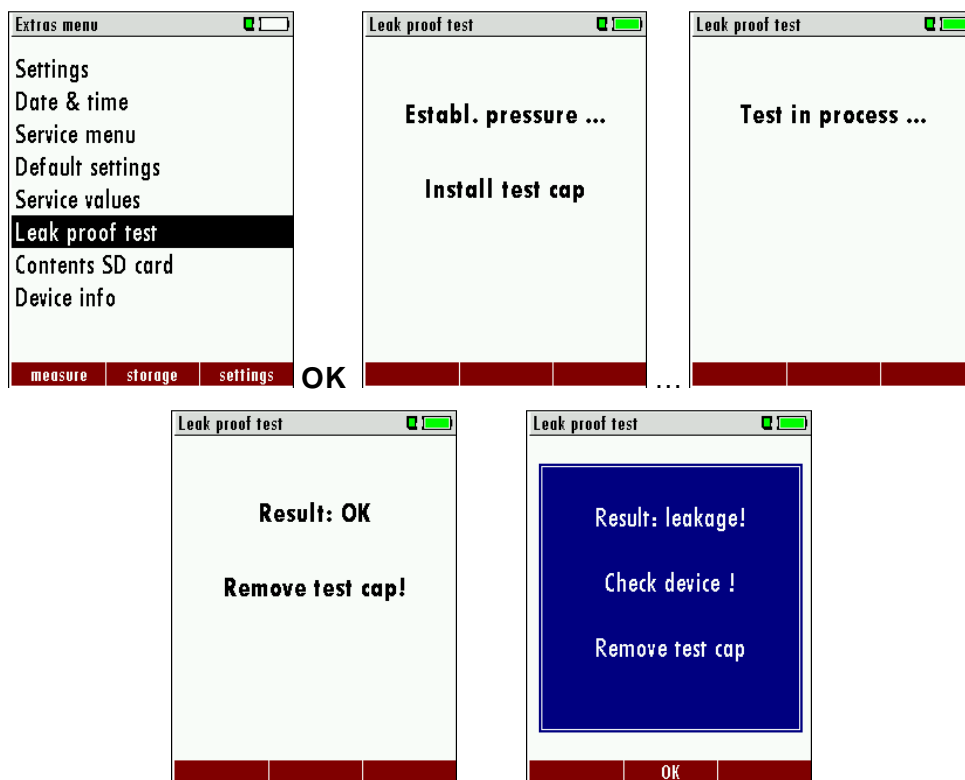 Extras menu
Settings
Date & time
Service menu
Default settings
Service values
Leak proof test
Contents SD card
Device info
measure storage settings
OK
Leak proof test
Establ. pressure ...
Install test cap
...
Leak proof test
Test in process ...
Leak proof test
Result: OK
Remove test cap!
Leak proof test
Result: leakage!
Check device !
Remove test cap
OK